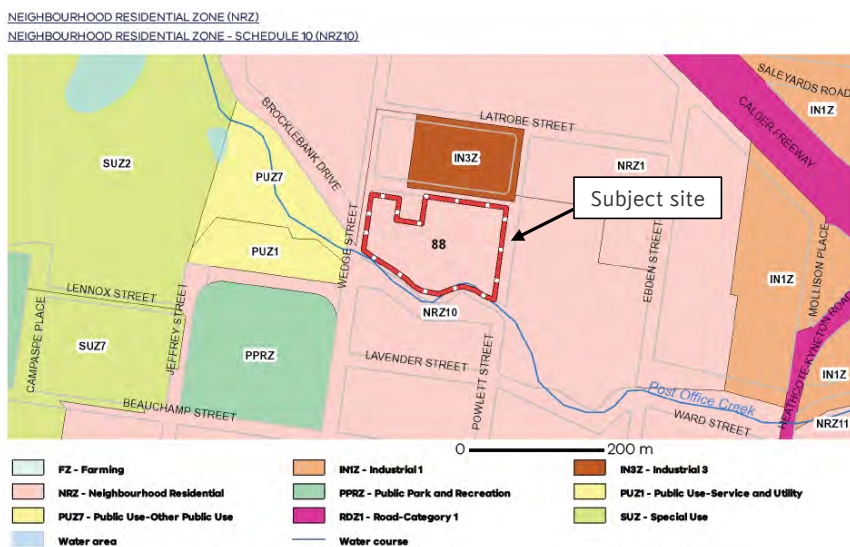 NEIGHBOURHOOD RESIDENTIAL ZONE (NRZ)
NEIGHBOURHOOD RESIDENTIAL ZONE - SCHEDULE 10 (NRZ10)
SALEYARDS ROAD
IN1Z
CALDER FREEWAY
LATROBE STREET
BROCKLEBANK DRIVE
SUZ2
IN3Z
NRZ1
PUZ7
Subject site
WEDGE STREET
88
PUZ1
EBDEN STREET
MOLLISON PLACE
IN1Z
LENNOX STREET
JEFFREY STREET
NRZ10
CAMPASPE PLACE
SUZ7
PPRZ
LAVENDER STREET
POWLETT STREET
HEATHCOTE-KYNETON ROAD
IN1Z
Post Office Creek
BEAUCHAMP STREET
WARD STREET
NRZ11
0 200 m
FZ - Farming
IN1Z - Industrial 1
IN3Z - Industrial 3
NRZ - Neighbourhood Residential
PPRZ - Public Park and Recreation
PUZ1 - Public Use-Service and Utility
PUZ7 - Public Use-Other Public Use
RDZ1 - Road-Category 1
SUZ - Special Use
Water area
Water course